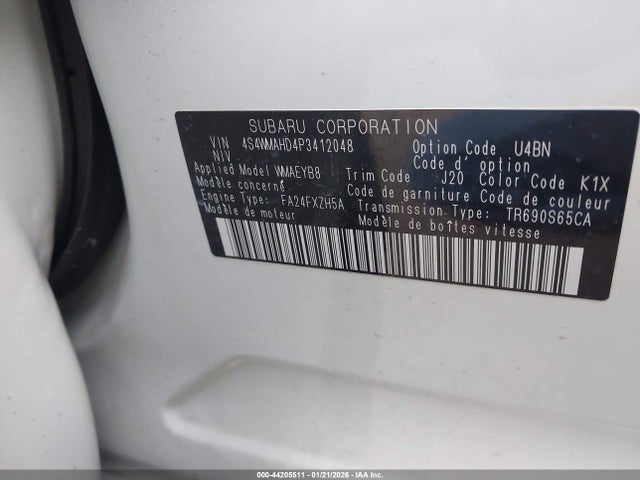 SUBARU CORPORATION
VIN 4S4WMAHD4P3412048 Option Code U4BN
NIV Code d' option
Applied Model WMAEYB8 Trim Code J20 Color Code K1X
Modèle concerné Code de garniture Code de couleur
Engine Type: FA24FXZH5A Transmission Type: TR690S65CA
Modèle de moteur Modèle de boîtes vitesse
000-44205511 - 01/21/2026 - IAA Holdings, LLC.